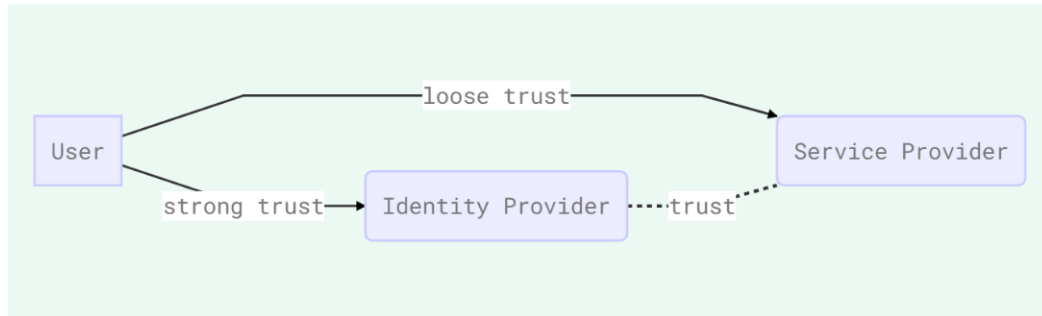 loose trust
User
Service Provider
strong trust
Identity Provider
trust